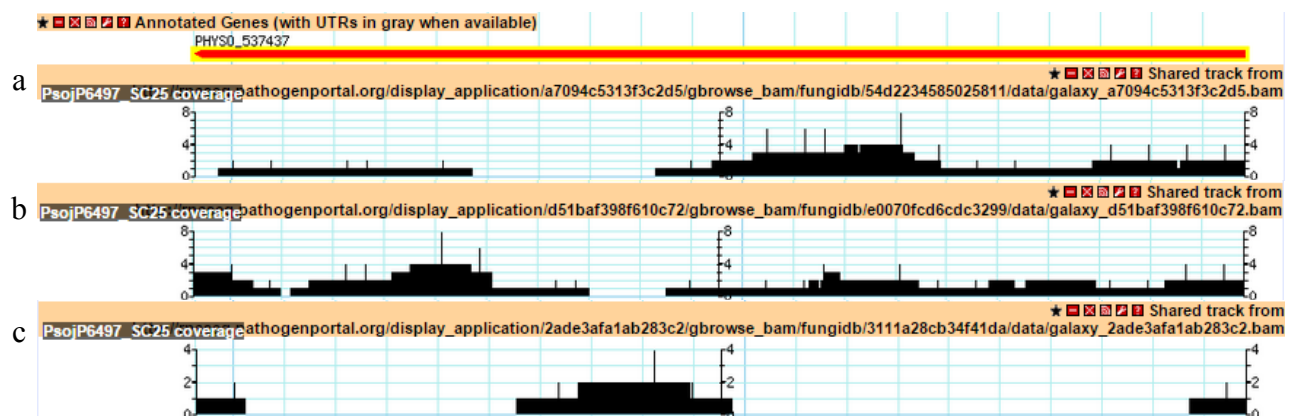 Annotated Genes (with UTRs in gray when available)
PHYSO_537437
a
Shared track from
PsojP6497_SC25 coverage pathogenportal.org/display_application/a7094c5313f3c2d5/gbrowse_bam/fungidb/54d2234585025811/data/galaxy_a7094c5313f3c2d5.bam
8 8 8
4 4 4
0 0 0
b
Shared track from
PsojP6497_SC25 coverage pathogenportal.org/display_application/d51baf398f610c72/gbrowse_bam/fungidb/e0070fcd6cdc3299/data/galaxy_d51baf398f610c72.bam
8 8 8
4 4 4
0 0 0
c
Shared track from
PsojP6497_SC25 coverage athogenportal.org/display_application/2ade3afa1ab283c2/gbrowse_bam/fungidb/3111a28cb34f41da/data/galaxy_2ade3afa1ab283c2.bam
4 4 4
2 2 2
0 0 0